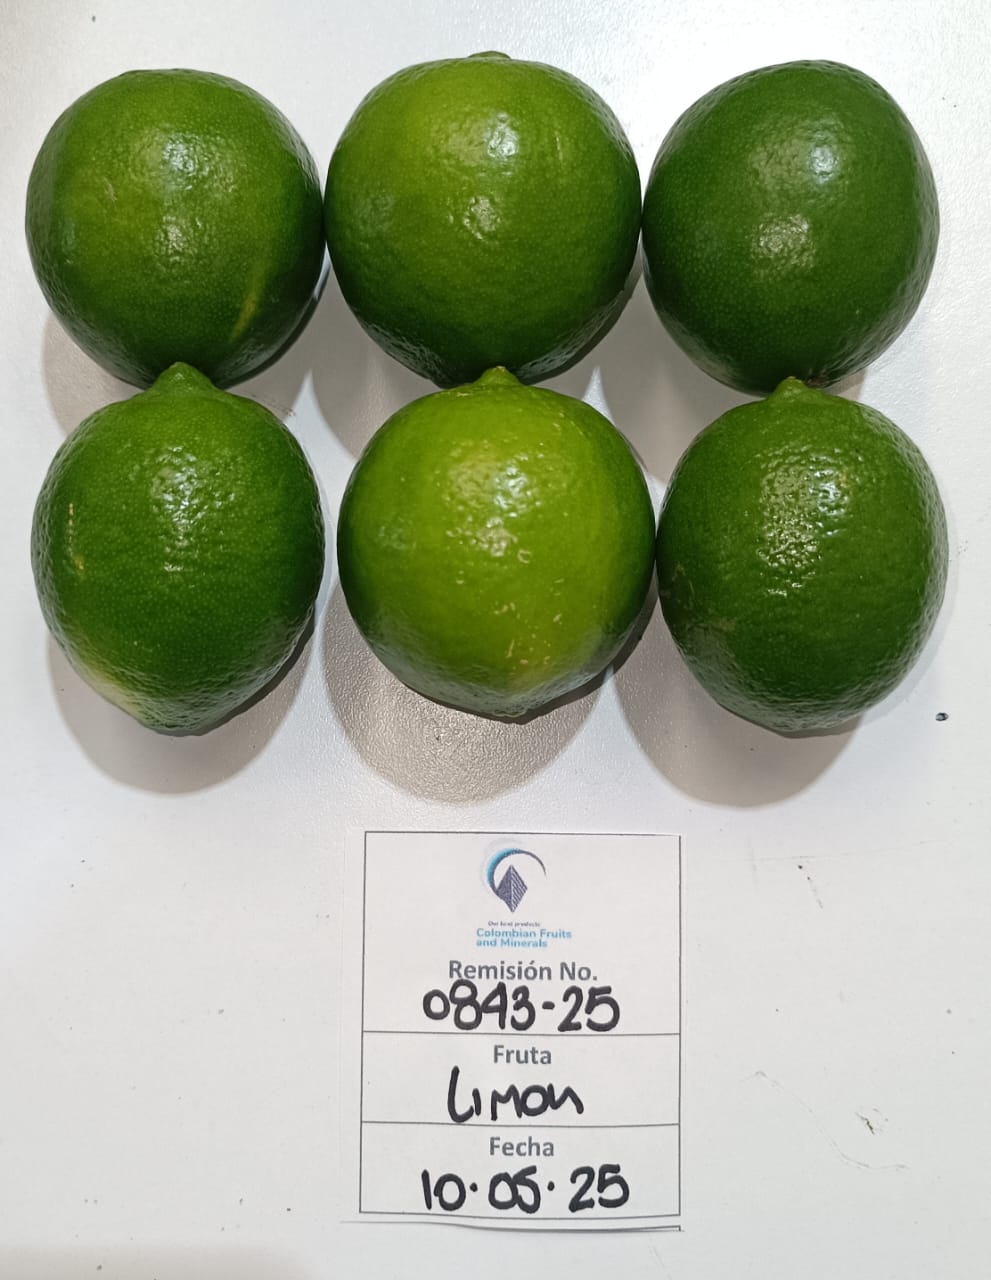 Our best products
Colombian Fruits
and Minerals
Remisión No.
0843-25
Fruta
Limon
Fecha
10.05.25